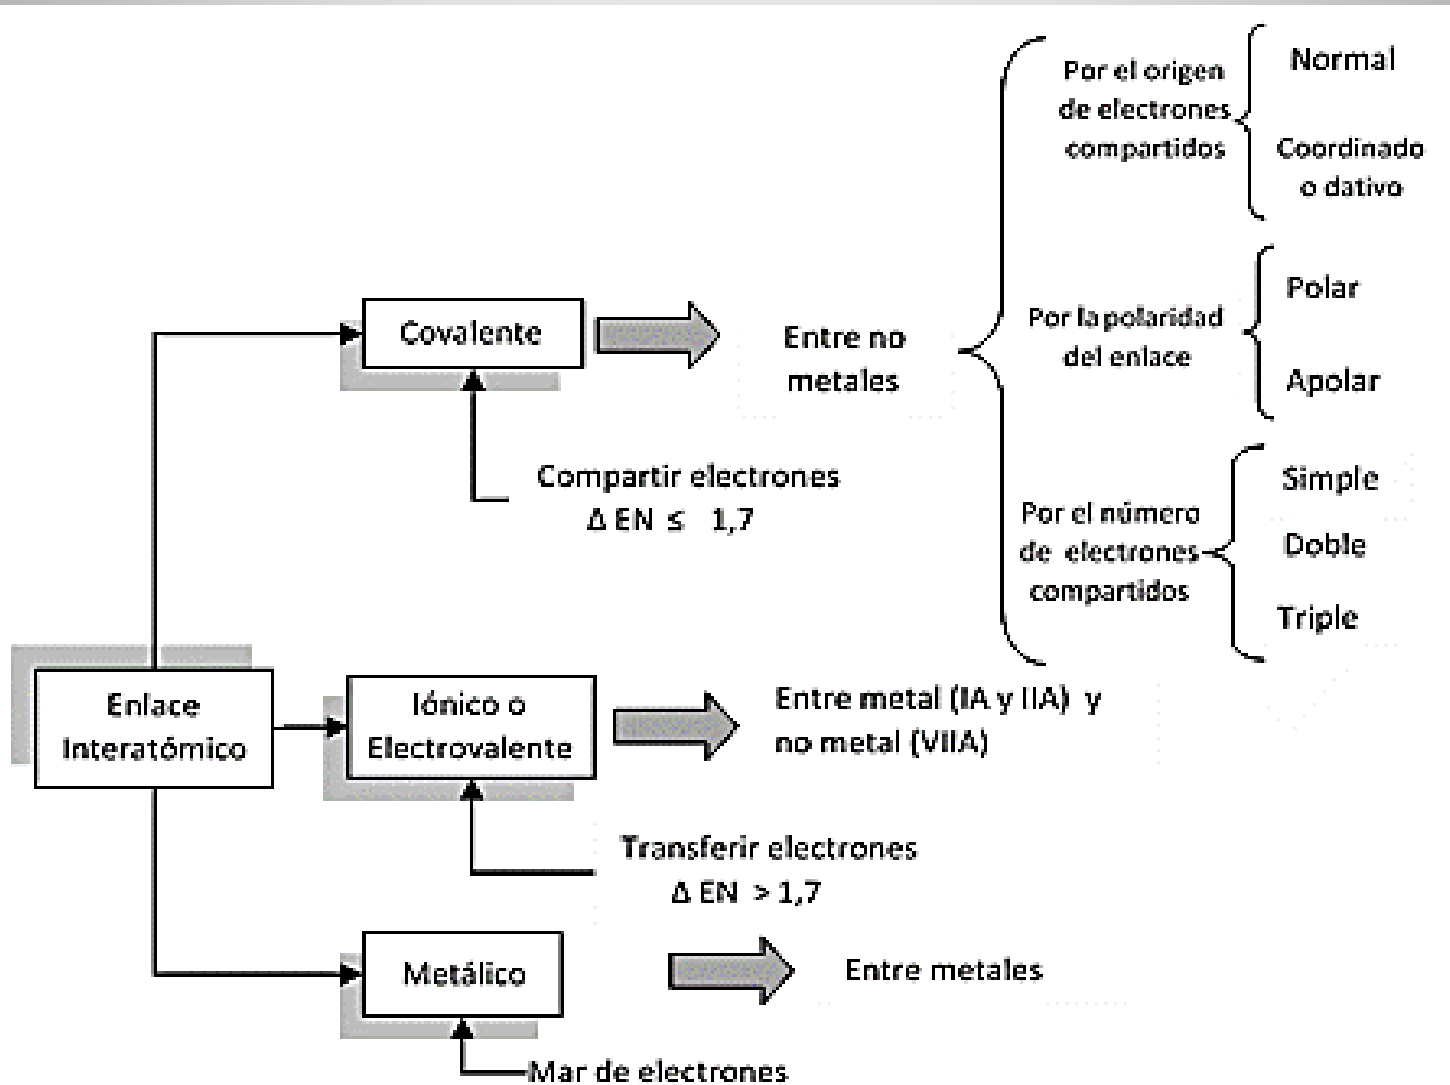 Enlace
Interatómico
Covalente
Compartir electrones
Δ EN ≤ 1,7
Entre no
metales
Por el origen
de electrones
compartidos
Normal
Coordinado
o dativo
Por la polaridad
del enlace
Polar
Apolar
Por el número
de electrones
compartidos
Simple
Doble
Triple
Iónico o
Electrovalente
Transferir electrones
Δ EN > 1,7
Entre metal (IA y IIA) y
no metal (VIIA)
Metálico
Mar de electrones
Entre metales